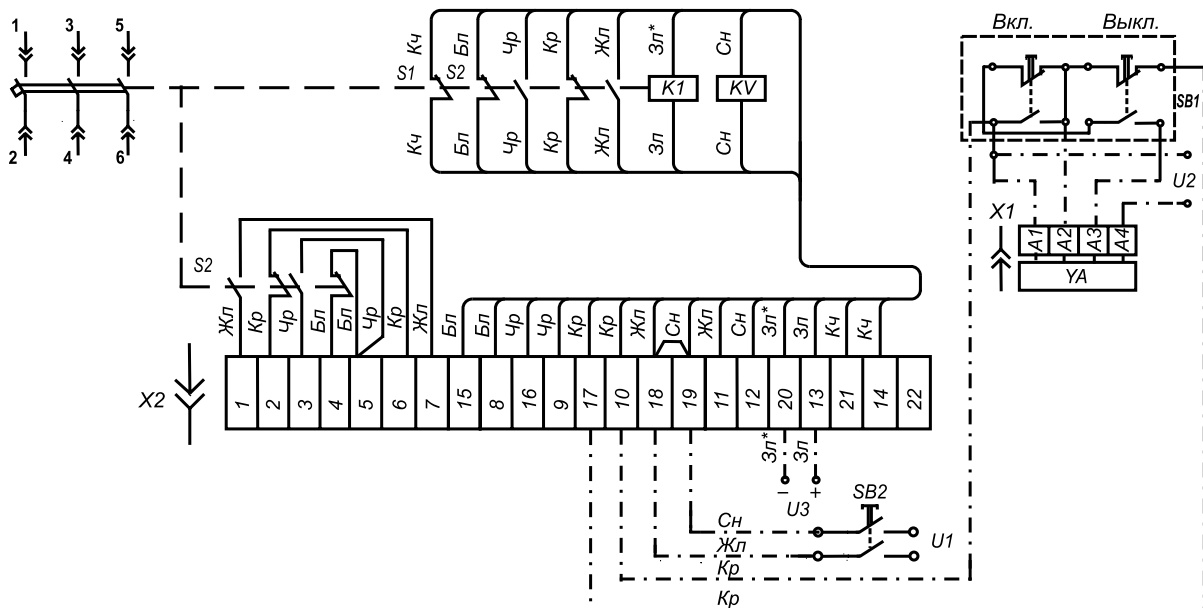 1 3 5
2 4 6
Кч Бл Чр Кр Жл Зл* Сн
S1 S2
K1 KV
Кч Бл Чр Кр Жл Зл Сн
Вкл. Выкл.
SB1
U2
X1
A1 A2 A3 A4
YA
S2
Жл Кр Чр Бл Бл Чр Кр Жл Бл Бл Чр Чр Кр Кр Жл Сн Жл Сн Зл* Зл Кч Кч
X2
1 2 3 4 5 6 7 15 8 16 9 17 10 18 19 11 12 20 13 21 14 22
Зл* Зл
– +
U3
SB2
Сн
U1
Жл
Кр
Кр